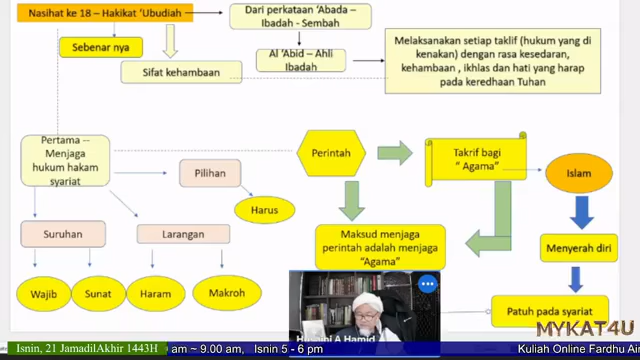 Nasihat ke 18 – Hakikat 'Ubudiah
Dari perkataan 'Abada –
Ibadah - Sembah
Sebenar nya
Sifat kehambaan
Al 'Abid – Ahli
Ibadah
Melaksanakan setiap taklif (hukum yang di
kenakan) dengan rasa kesedaran,
kehambaan , ikhlas dan hati yang harap
pada keredhaan Tuhan
Pertama --
Menjaga
hukum hakam
syariat
Pilihan
Harus
Suruhan
Larangan
Wajib
Sunat
Haram
Makroh
Perintah
Takrif bagi
" Agama"
Islam
Maksud menjaga
perintah adalah menjaga
"Agama"
Menyerah diri
Patuh pada syariat
A Hamid
MYKAT4U
Isnin, 21 JamadilAkhir 1443H
am ~ 9.00 am, Isnin 5 - 6 pm
Kuliah Online Fardhu